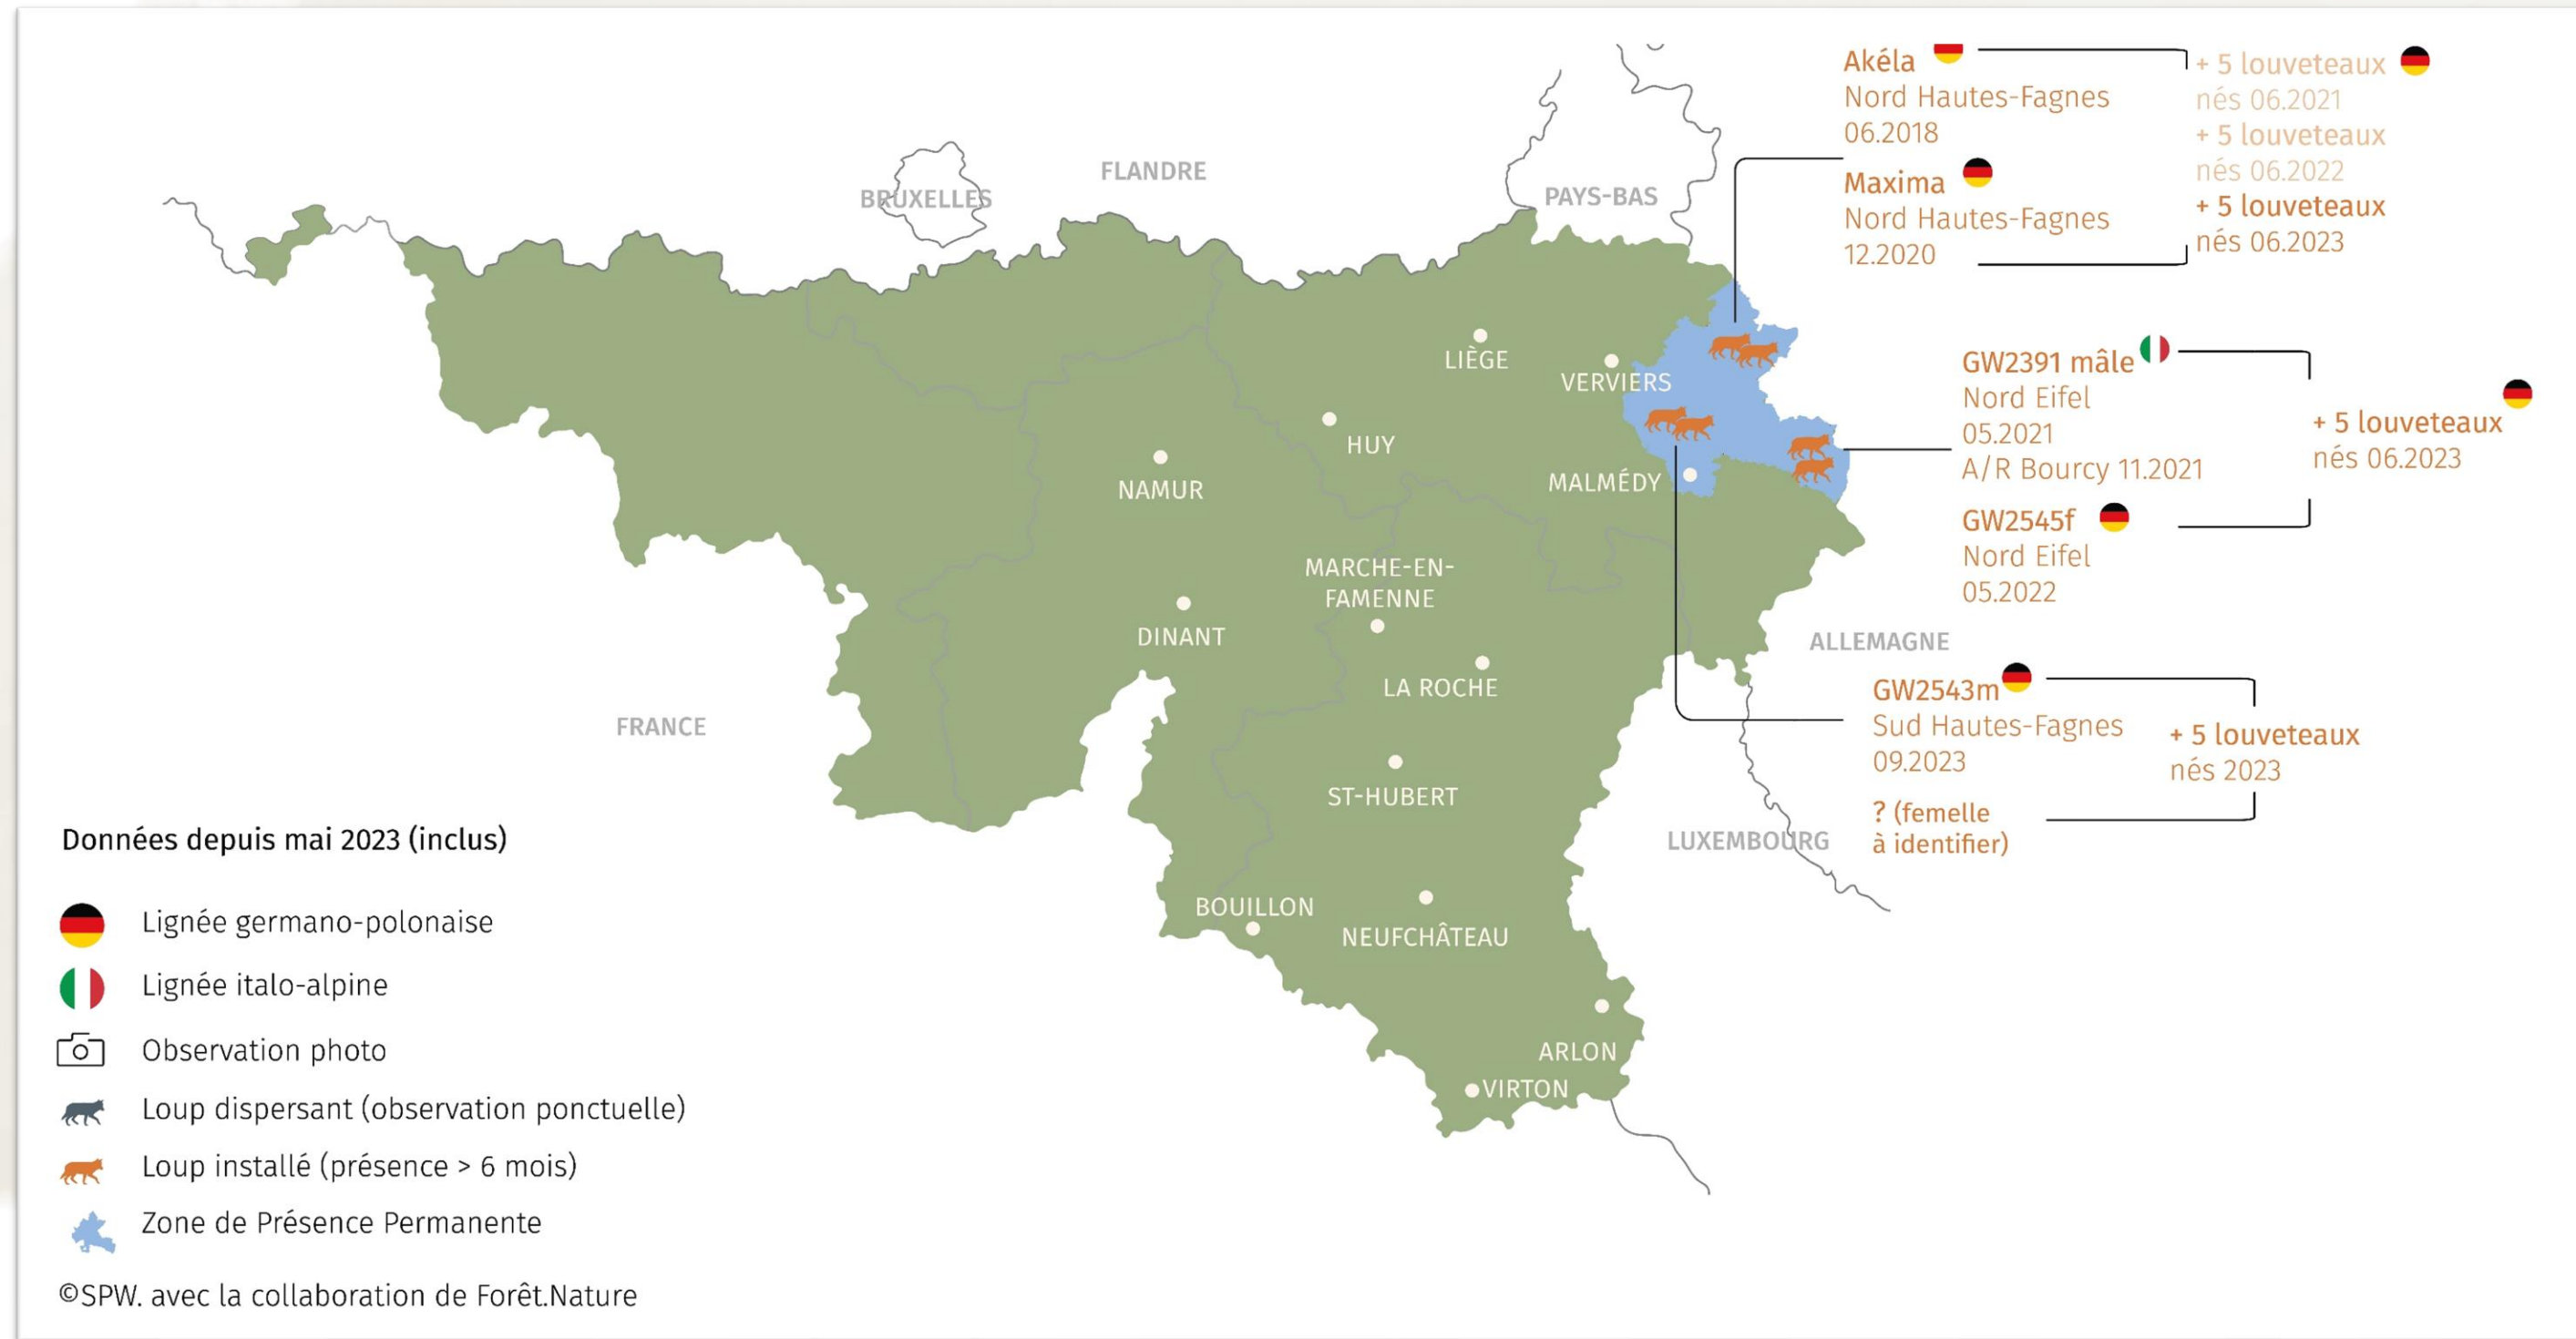 Akéla
Nord Hautes-Fagnes
06.2018
Maxima
Nord Hautes-Fagnes
12.2020
+ 5 louveteaux
nés 06.2021
+ 5 louveteaux
nés 06.2022
+ 5 louveteaux
nés 06.2023
FLANDRE
BRUXELLES
PAYS-BAS
LIÈGE
VERVIERS
HUY
NAMUR
MALMÉDY
MARCHE-EN-
FAMENNE
DINANT
LA ROCHE
ST-HUBERT
BOUILLON
NEUFCHÂTEAU
ARLON
VIRTON
FRANCE
ALLEMAGNE
LUXEMBOURG
GW2391 mâle
Nord Eifel
05.2021
A/R Bourcy 11.2021
GW2545f
Nord Eifel
05.2022
+ 5 louveteaux
nés 06.2023
GW2543m
Sud Hautes-Fagnes
09.2023
? (femelle
à identifier)
+ 5 louveteaux
nés 2023
Données depuis mai 2023 (inclus)
Lignée germano-polonaise
Lignée italo-alpine
Observation photo
Loup dispersant (observation ponctuelle)
Loup installé (présence > 6 mois)
Zone de Présence Permanente
©SPW. avec la collaboration de Forêt.Nature